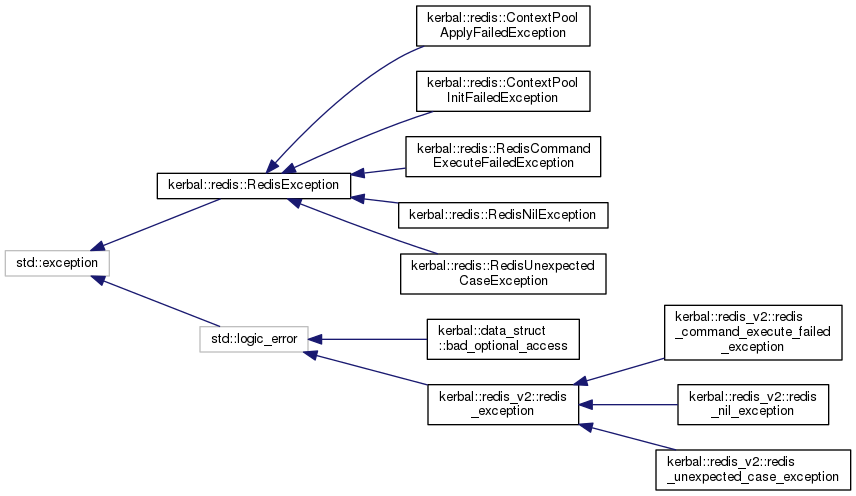 kerbal::redis::ContextPool
ApplyFailedException
kerbal::redis::ContextPool
InitFailedException
kerbal::redis::RedisCommand
ExecuteFailedException
kerbal::redis::RedisException
kerbal::redis::RedisNilException
kerbal::redis::RedisUnexpected
CaseException
std::exception
std::logic_error
kerbal::data_struct
::bad_optional_access
kerbal::redis_v2::redis
_command_execute_failed
_exception
kerbal::redis_v2::redis
_exception
kerbal::redis_v2::redis
_nil_exception
kerbal::redis_v2::redis
_unexpected_case_exception